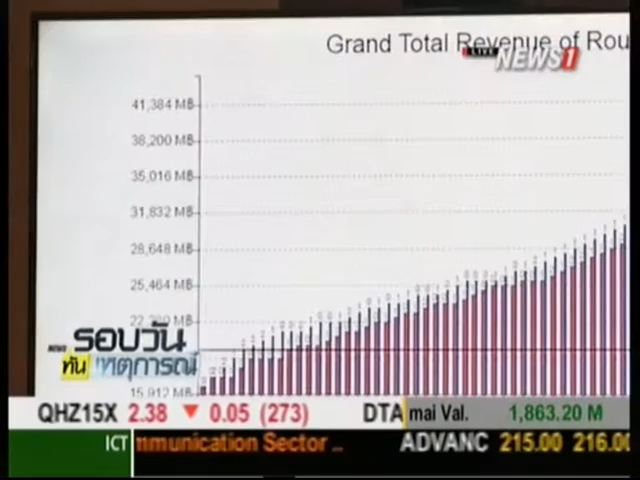 Grand Total Revenue of Rou
LIVE NEWS1
41,384 MB
38,200 MB
35,016 MB
31,832 MB
28,648 MB
25,464 MB
รอบวัน
ทันเหตุการณ์
15,912 MB
QHZ15X 2.38 ▼ 0.05 (273) DTA mai Val. 1,863.20 M
ICT mmunication Sector .. ADVANC 215.00 216.0